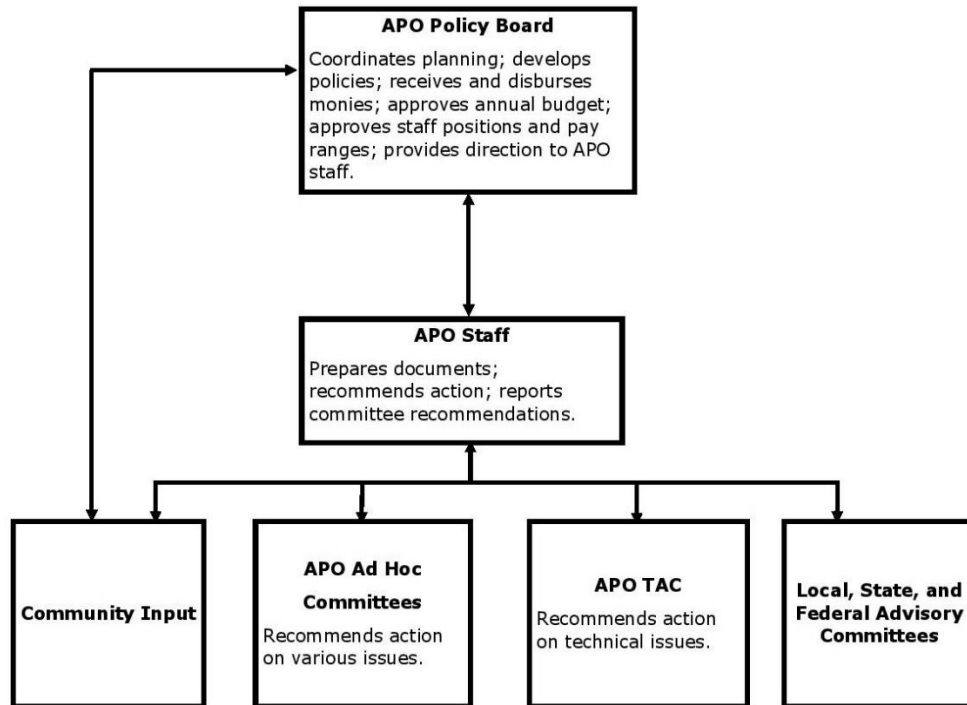 APO Policy Board
Coordinates planning; develops
policies; receives and disburses
monies; approves annual budget;
approves staff positions and pay
ranges; provides direction to APO
staff.
APO Staff
Prepares documents;
recommends action; reports
committee recommendations.
Community Input
APO Ad Hoc
Committees
Recommends action
on various issues.
APO TAC
Recommends action
on technical issues.
Local, State, and
Federal Advisory
Committees